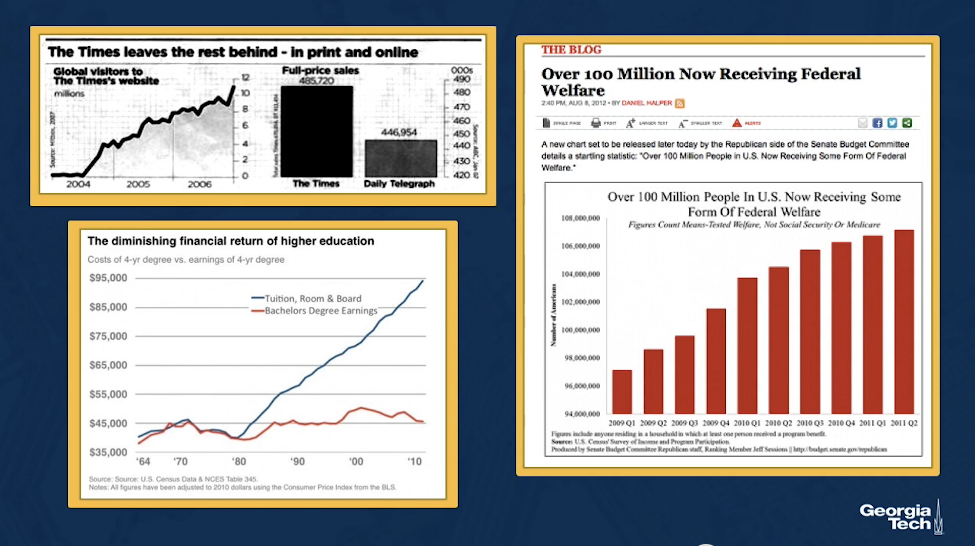 The Times leaves the rest behind - in print and online
Global visitors to
The Times's website
millions
12
10
8
6
4
2
0
2004 2005 2006
Full-price sales
485,720
446,954
000s
490
480
470
460
450
440
430
420
The Times Daily Telegraph
The diminishing financial return of higher education
Costs of 4-yr degree vs. earnings of 4-yr degree
$95,000
$85,000
$75,000
$65,000
$55,000
$45,000
$35,000
Tuition, Room & Board
Bachelors Degree Earnings
'64 '70 '80 '90 '00 '10
Source: Source: U.S. Census Data & NCES Table 345.
Notes: All figures have been adjusted to 2010 dollars using the Consumer Price Index from the BLS.
THE BLOG
Over 100 Million Now Receiving Federal
Welfare
2:40 PM, AUG 8, 2012 • BY DANIEL HALPER
SINGLE PAGE PRINT LARGER TEXT SMALLER TEXT ALERTS
A new chart set to be released later today by the Republican side of the Senate Budget Committee
details a startling statistic: "Over 100 Million People in U.S. Now Receiving Some Form Of Federal
Welfare."
Over 100 Million People In U.S. Now Receiving Some
Form Of Federal Welfare
Figures Count Means-Tested Welfare, Not Social Security Or Medicare
108,000,000
106,000,000
104,000,000
102,000,000
100,000,000
98,000,000
96,000,000
94,000,000
Number of Americans
2009 Q1 2009 Q2 2009 Q3 2009 Q4 2010 Q1 2010 Q2 2010 Q3 2010 Q4 2011 Q1 2011 Q2
Figures include anyone residing in a household in which at least one person received a program benefit.
Source: U.S. Census' Survey of Income and Program Participation.
Produced by Senate Budget Committee Republican staff, Ranking Member Jeff Sessions || http://budget.senate.gov/republican
Georgia
Tech